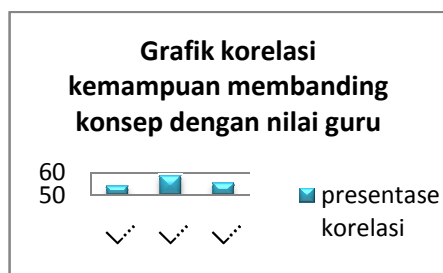 Grafik korelasi
kemampuan membanding
konsep dengan nilai guru
60
50
presentase
korelasi